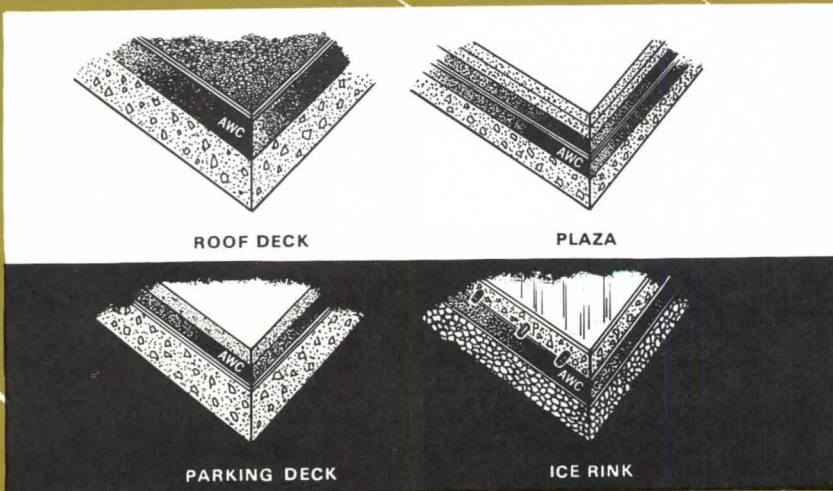 AWC
ROOF DECK
AWC
PLAZA
AWC
PARKING DECK
AWC
ICE RINK